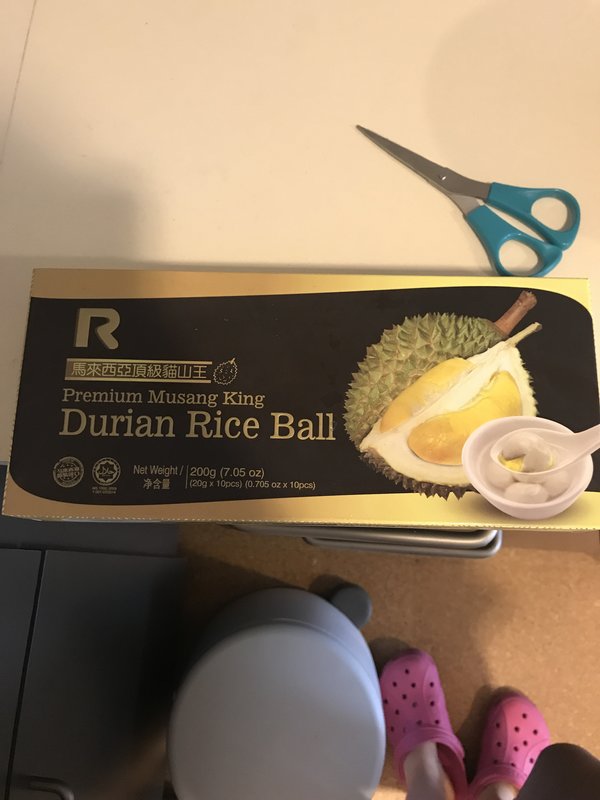 R
馬來西亞頂級貓山王
Premium Musang King
Durian Rice Ball
Net Weight / 200g (7.05 oz)
净含量 (20g x 10pcs) (0.705 oz x 10pcs)